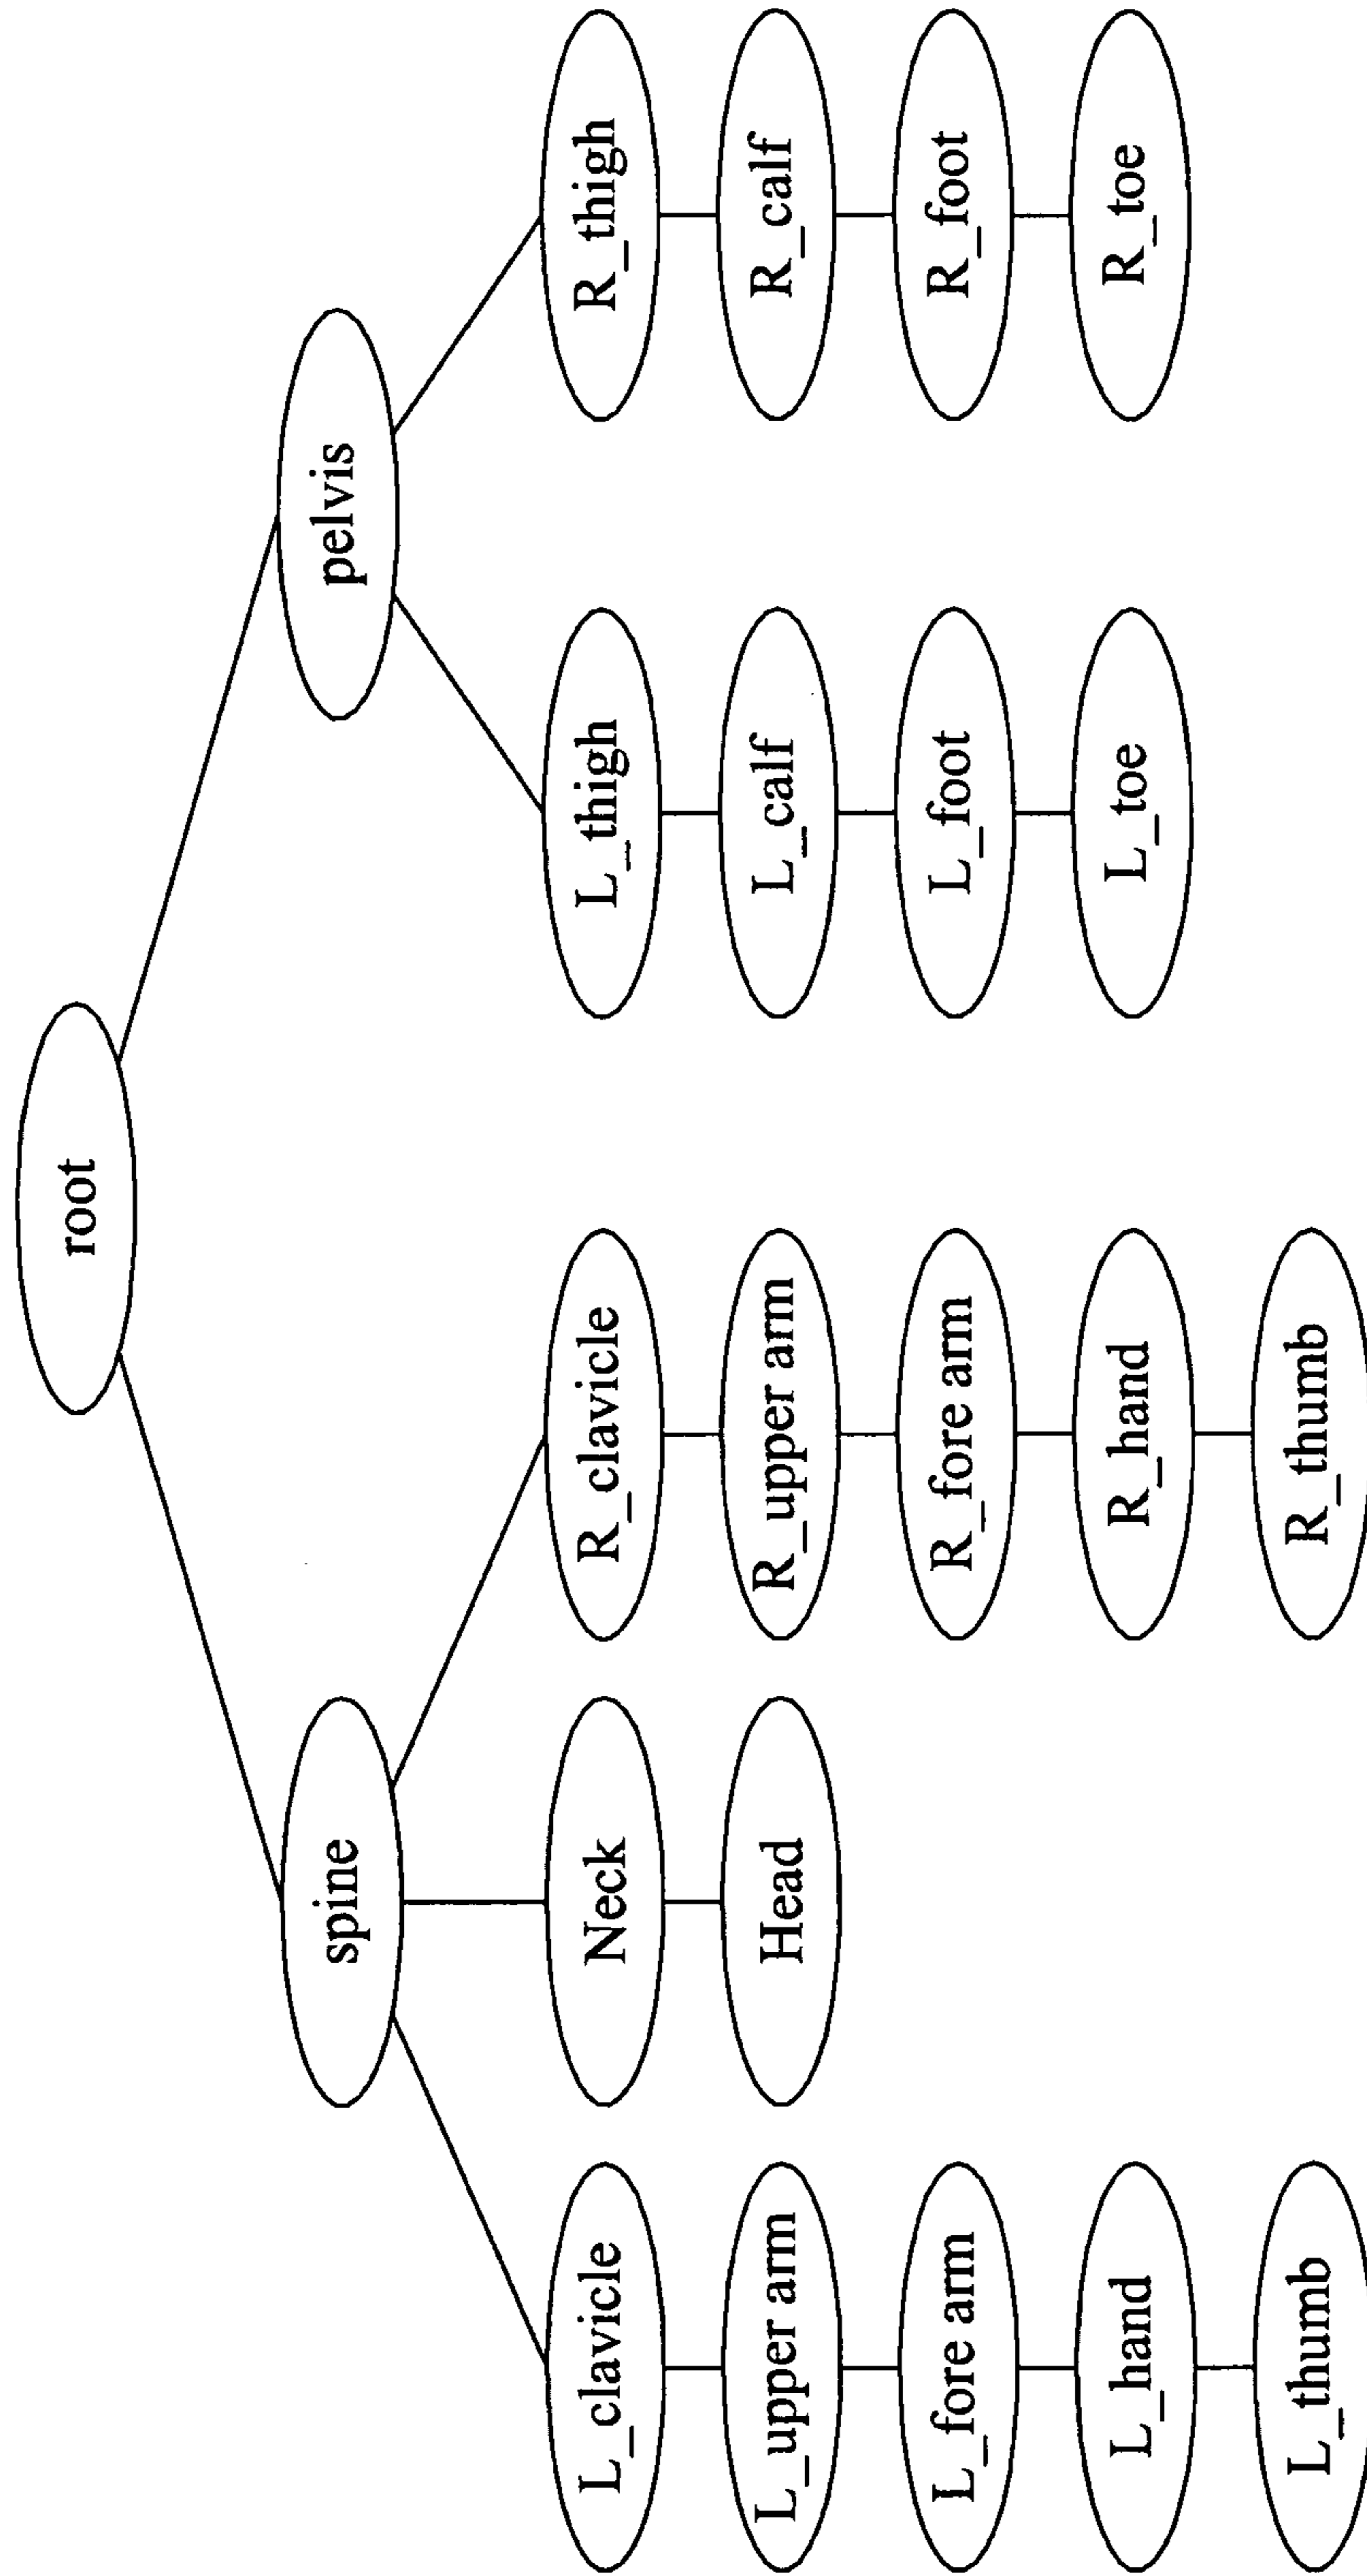 root
spine
pelvis
L_clavicle
Neck
R_clavicle
L_thigh
R_thigh
L_upper arm
Head
R_upper arm
L_calf
R_calf
L_fore arm
R_fore arm
L_foot
R_foot
L_hand
R_hand
L_toe
R_toe
L_thumb
R_thumb